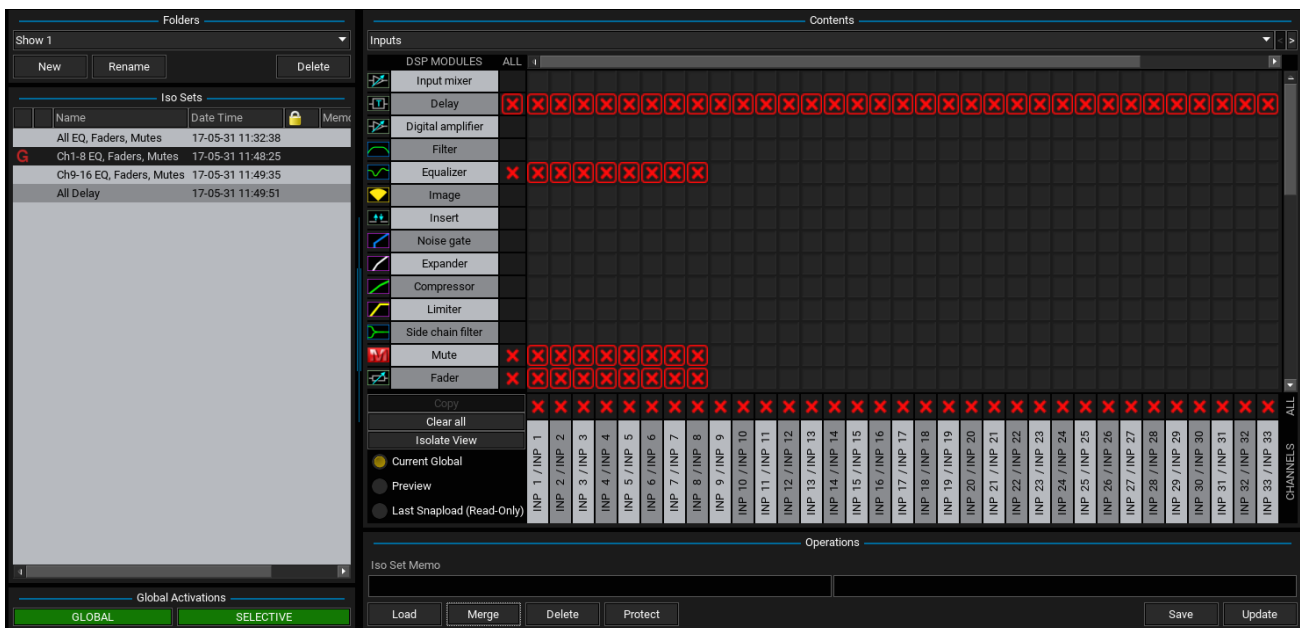 Folders
Show 1
New Rename Delete
Iso Sets
Name Date Time Memo
All EQ, Faders, Mutes 17-05-31 11:32:38
G Ch1-8 EQ, Faders, Mutes 17-05-31 11:48:25
Ch9-16 EQ, Faders, Mutes 17-05-31 11:49:35
All Delay 17-05-31 11:49:51
Global Activations
GLOBAL SELECTIVE
Contents
Inputs
< >
DSP MODULES ALL
Input mixer
T Delay
Digital amplifier
Filter
Equalizer
Image
Insert
Noise gate
Expander
Compressor
Limiter
Side chain filter
M Mute
Fader
Copy
Clear all
Isolate View
Current Global
Preview
Last Snapload (Read-Only)
INP 1 / INP 1
INP 2 / INP 2
INP 3 / INP 3
INP 4 / INP 4
INP 5 / INP 5
INP 6 / INP 6
INP 7 / INP 7
INP 8 / INP 8
INP 9 / INP 9
INP 10 / INP 10
INP 11 / INP 11
INP 12 / INP 12
INP 13 / INP 13
INP 14 / INP 14
INP 15 / INP 15
INP 16 / INP 16
INP 17 / INP 17
INP 18 / INP 18
INP 19 / INP 19
INP 20 / INP 20
INP 21 / INP 21
INP 22 / INP 22
INP 23 / INP 23
INP 24 / INP 24
INP 25 / INP 25
INP 26 / INP 26
INP 27 / INP 27
INP 28 / INP 28
INP 29 / INP 29
INP 30 / INP 30
INP 31 / INP 31
INP 32 / INP 32
INP 33 / INP 33
CHANNELS ALL
Operations
Iso Set Memo
Load Merge Delete Protect Save Update